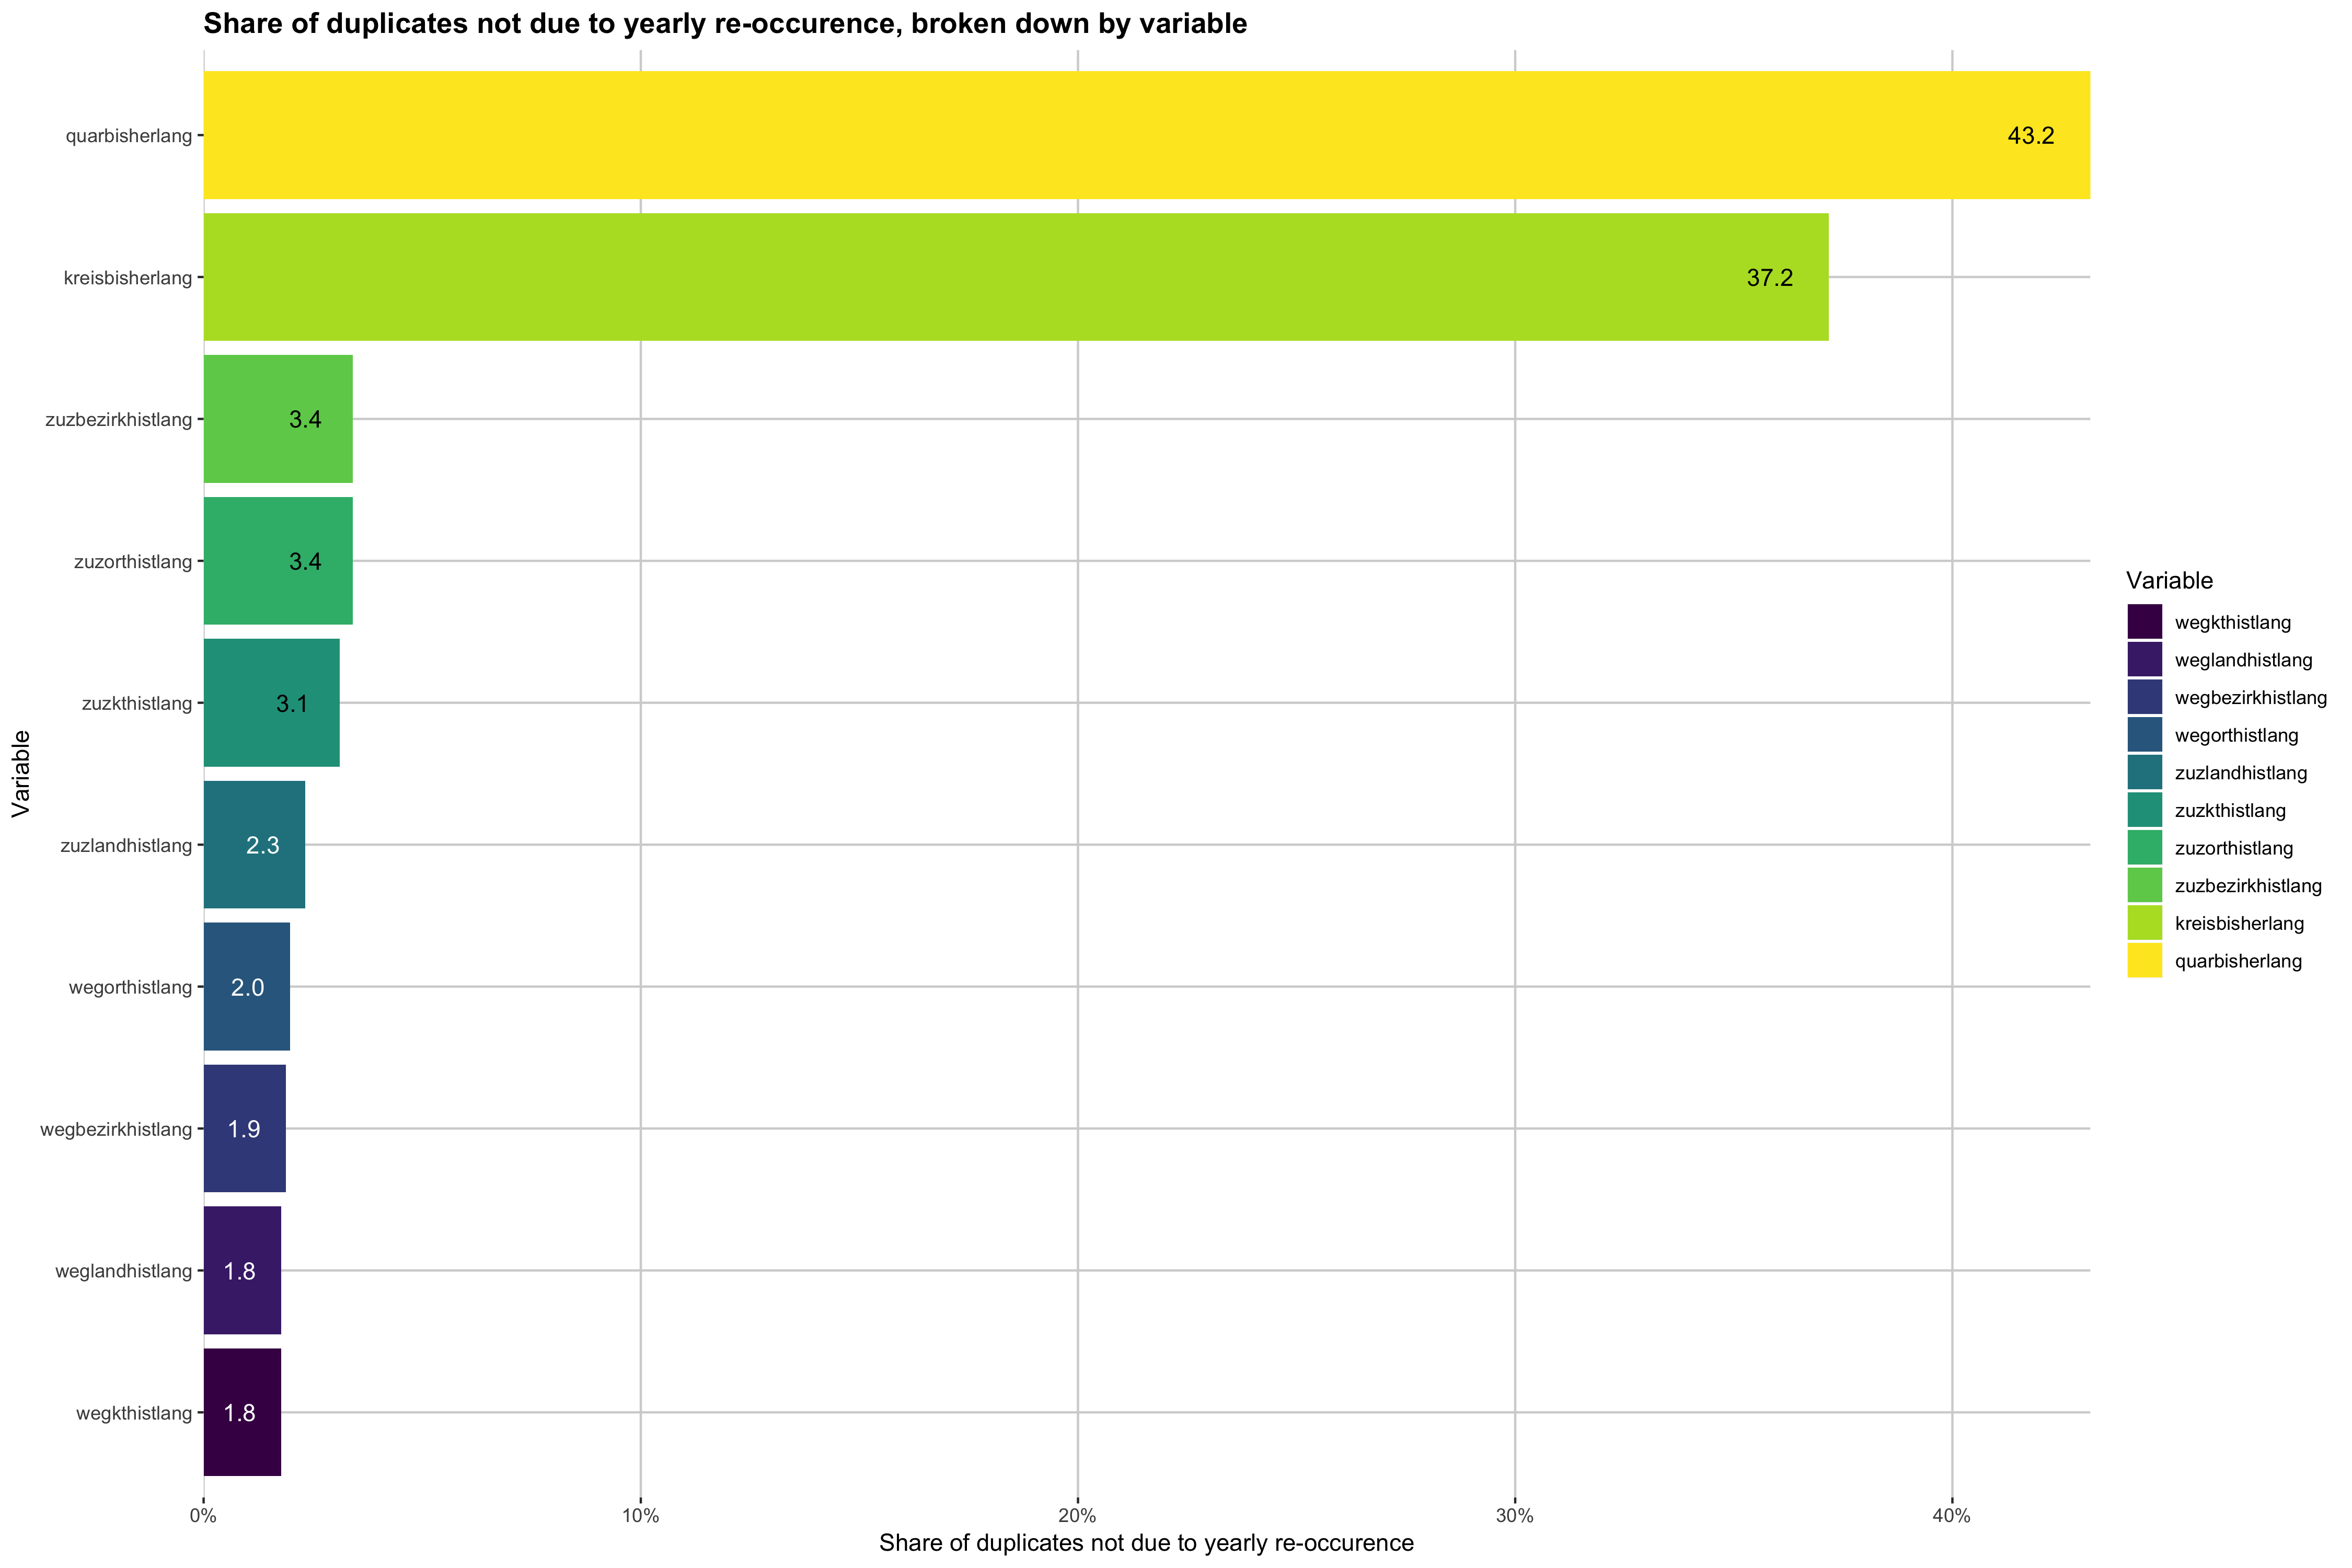 Share of duplicates not due to yearly re-occurence, broken down by variable
Variable
quarbisherlang
43.2
kreisbisherlang
37.2
zuzbezirkhistlang
3.4
zuzorthistlang
3.4
zuzkthistlang
3.1
zuzlandhistlang
2.3
wegorthistlang
2.0
wegbezirkhistlang
1.9
weglandhistlang
1.8
wegkthistlang
1.8
0%
10%
20%
30%
40%
Share of duplicates not due to yearly re-occurence
Variable
wegkthistlang
weglandhistlang
wegbezirkhistlang
wegorthistlang
zuzlandhistlang
zuzkthistlang
zuzorthistlang
zuzbezirkhistlang
kreisbisherlang
quarbisherlang